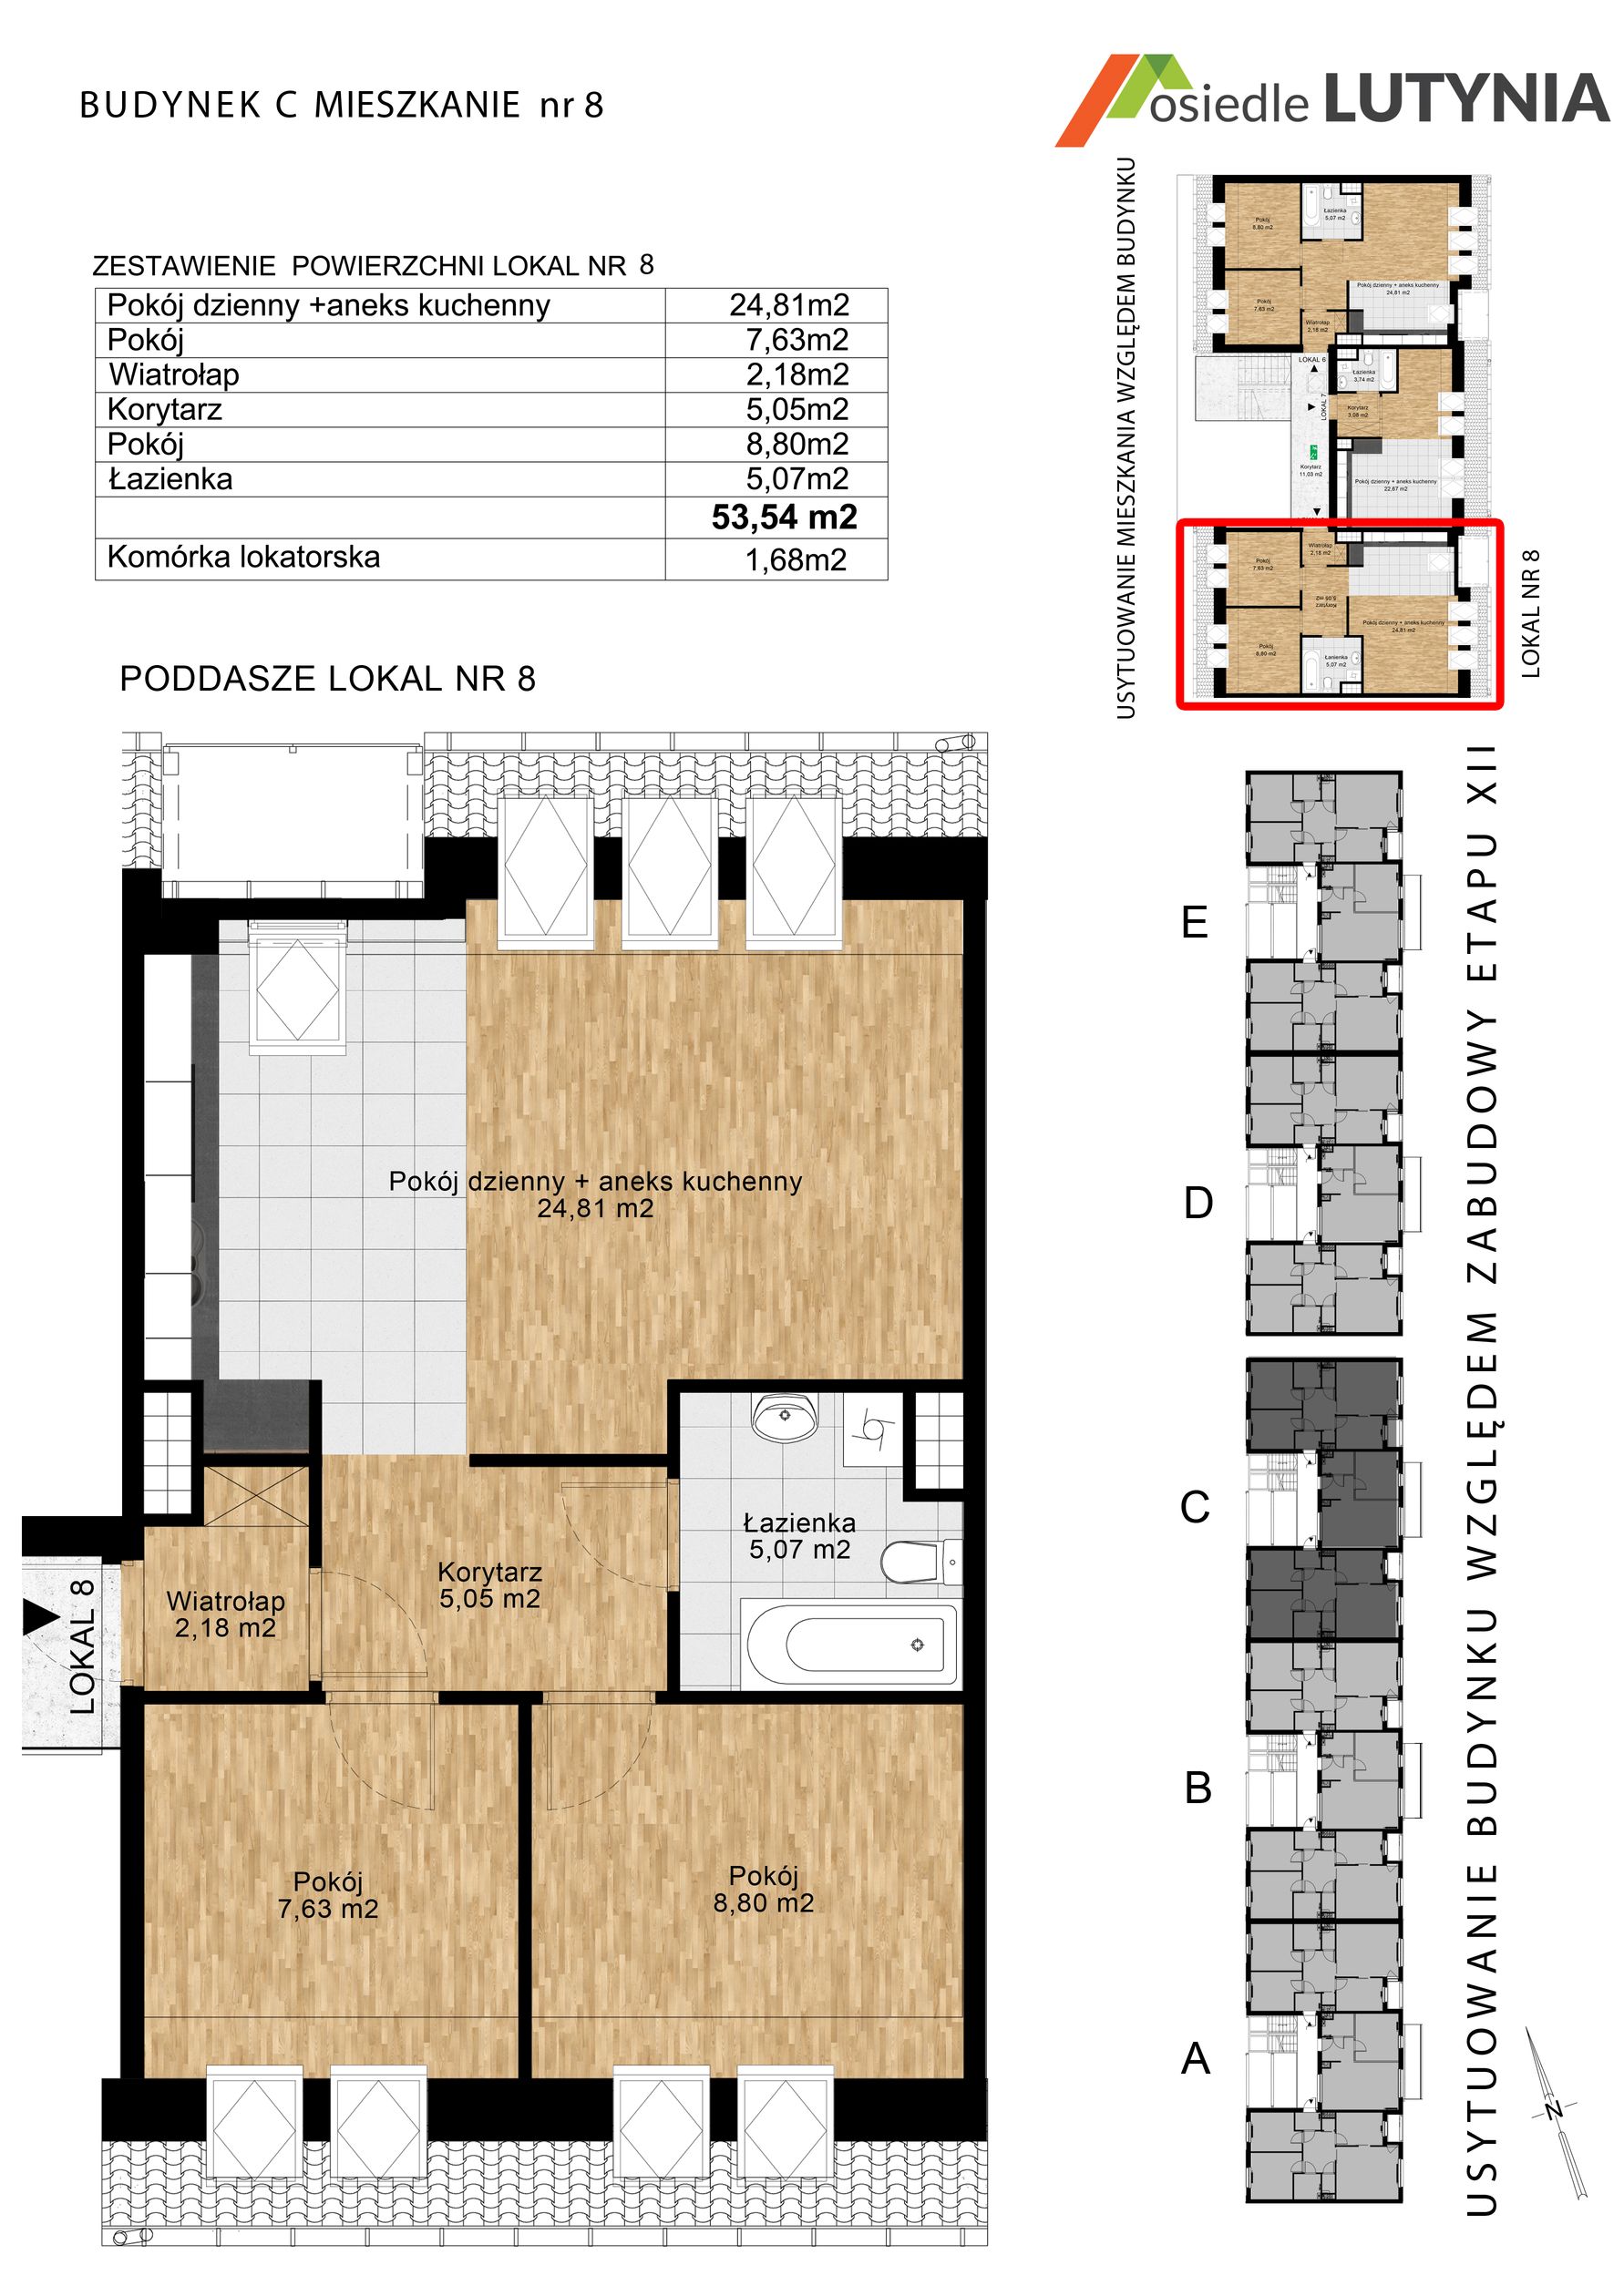 BUDYNEK C MIESZKANIE nr 8
osiedle LUTYNIA
ZESTAWIENIE POWIERZCHNI LOKAL NR 8
Pokój dzienny +aneks kuchenny 24,81m2
Pokój 7,63m2
Wiatrołap 2,18m2
Korytarz 5,05m2
Pokój 8,80m2
Łazienka 5,07m2
53,54 m2
Komórka lokatorska 1,68m2
USYTUOWANIE MIESZKANIA WZGLĘDEM BUDYNKU
Pokój
8,80 m2
Łazienka
5,07 m2
Pokój dzienny + aneks kuchenny
24,81 m2
Pokój
7,63 m2
Wiatrołap
2,18 m2
LOKAL 6
Łazienka
3,74 m2
LOKAL 7
Korytarz
3,08 m2
Korytarz
11,03 m2
Pokój dzienny + aneks kuchenny
22,67 m2
Wiatrołap
2,18 m2
Pokój
7,63 m2
Korytarz
5,05 m2
Pokój dzienny + aneks kuchenny
24,81 m2
Pokój
8,80 m2
Łazienka
5,07 m2
LOKAL NR 8
PODDASZE LOKAL NR 8
Pokój dzienny + aneks kuchenny
24,81 m2
Łazienka
5,07 m2
Korytarz
5,05 m2
Wiatrołap
2,18 m2
LOKAL 8
Pokój
7,63 m2
Pokój
8,80 m2
E
D
C
B
A
USYTUOWANIE BUDYNKU WZGLĘDEM ZABUDOWY ETAPU XII
N